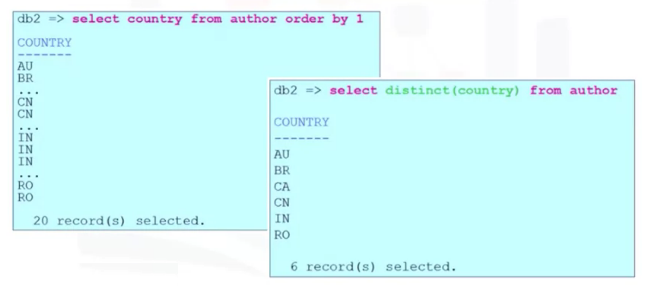 db2 => select country from author order by 1
COUNTRY
-------
AU
BR
...
CN
CN
...
IN
IN
IN
...
RO
RO
20 record(s) selected.
db2 => select distinct(country) from author
COUNTRY
-------
AU
BR
CA
CN
IN
RO
6 record(s) selected.